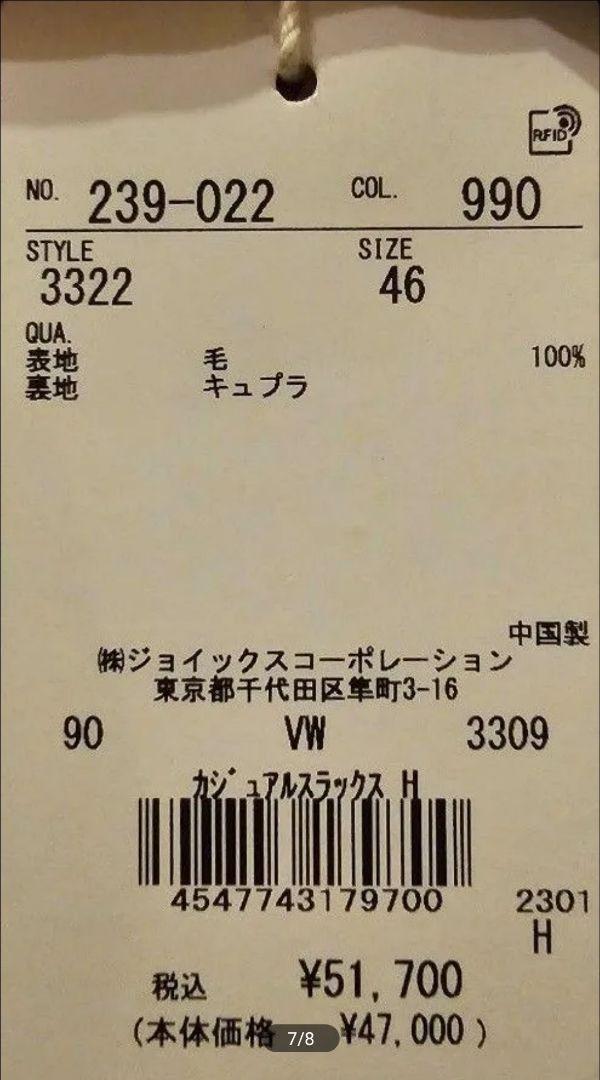 RFID
NO. 239-022 COL. 990
STYLE SIZE
3322 46
QUA.
表地 毛 100%
裏地 キュプラ
中国製
㈱ジョイックスコーポレーション
東京都千代田区隼町3-16
90 VW 3309
カジュアルスラックス H
4547743179700 2301
H
税込 ¥51,700
(本体価格 ¥47,000)
7/8